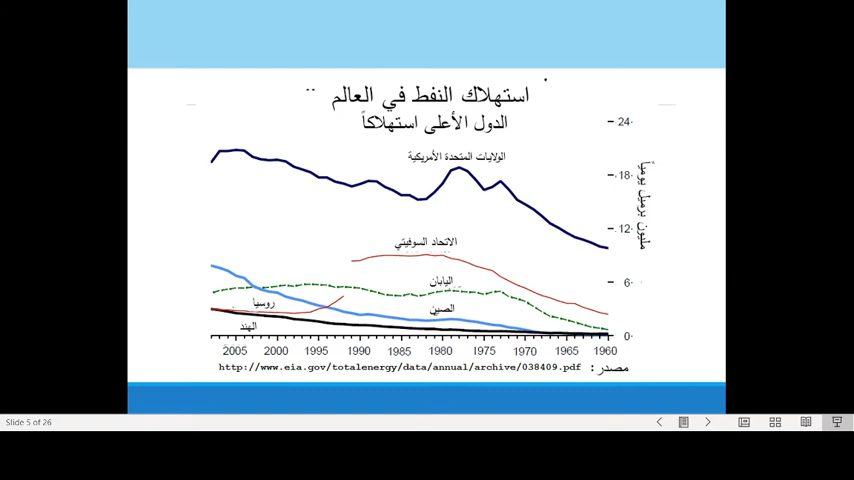 استهلاك النفط في العالم
الدول الأعلى استهلاكاً
24
18
12
6
0
مليون برميل يومياً
الولايات المتحدة الأمريكية
الاتحاد السوفيتي
اليابان
الصين
روسيا
الهند
2005 2000 1995 1990 1985 1980 1975 1970 1965 1960
مصدر: http://www.eia.gov/totalenergy/data/annual/archive/038409.pdf
Slide 5 of 26